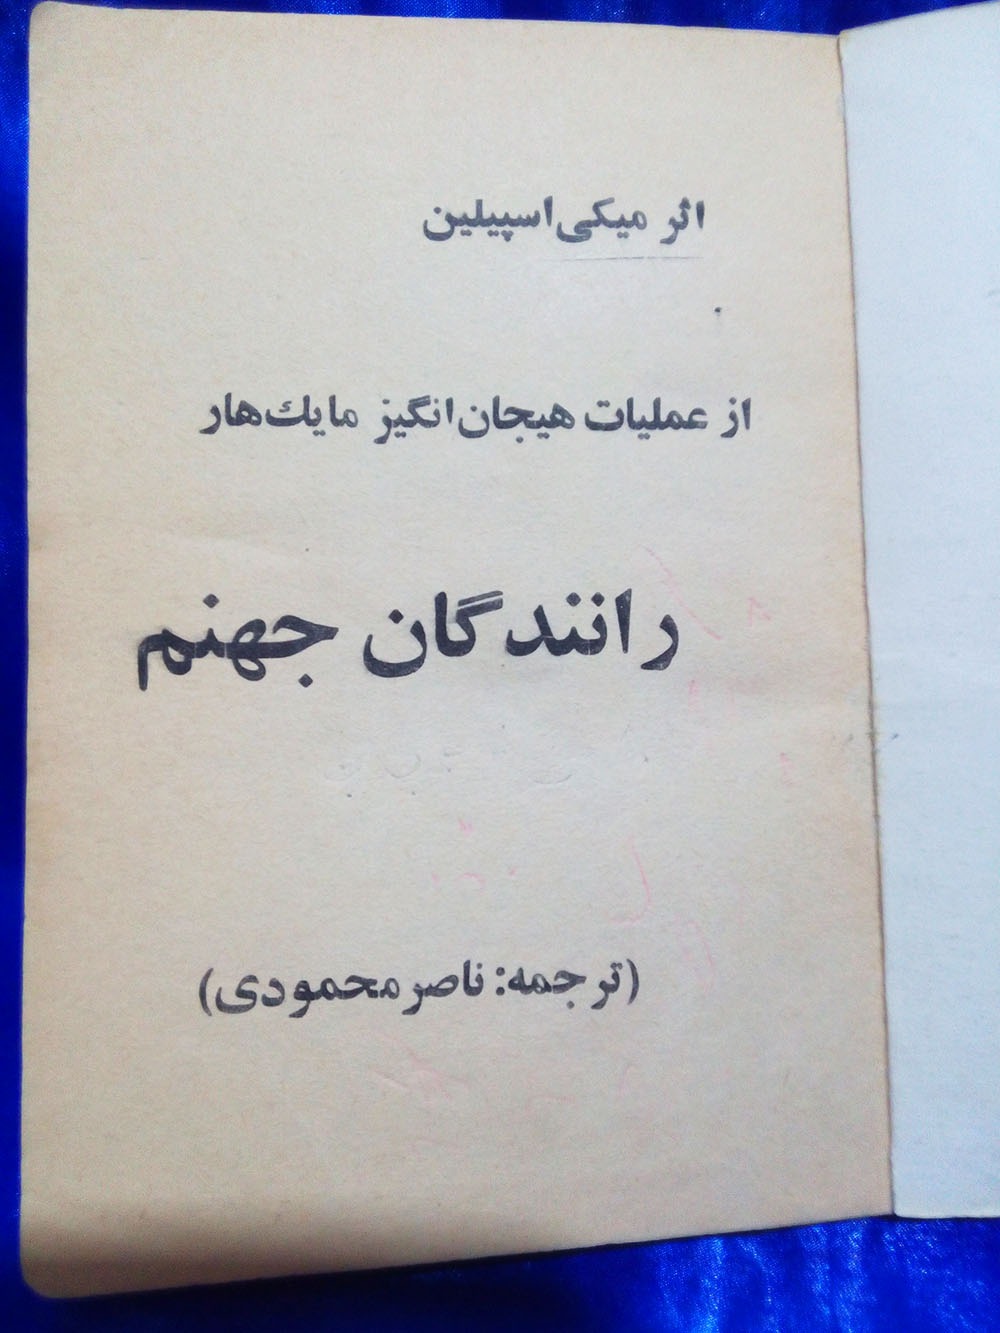 اثر میکی اسپیلین
از عملیات هیجان انگیز مایك هار
رانندگان جهنم
(ترجمه: ناصر محمودی)